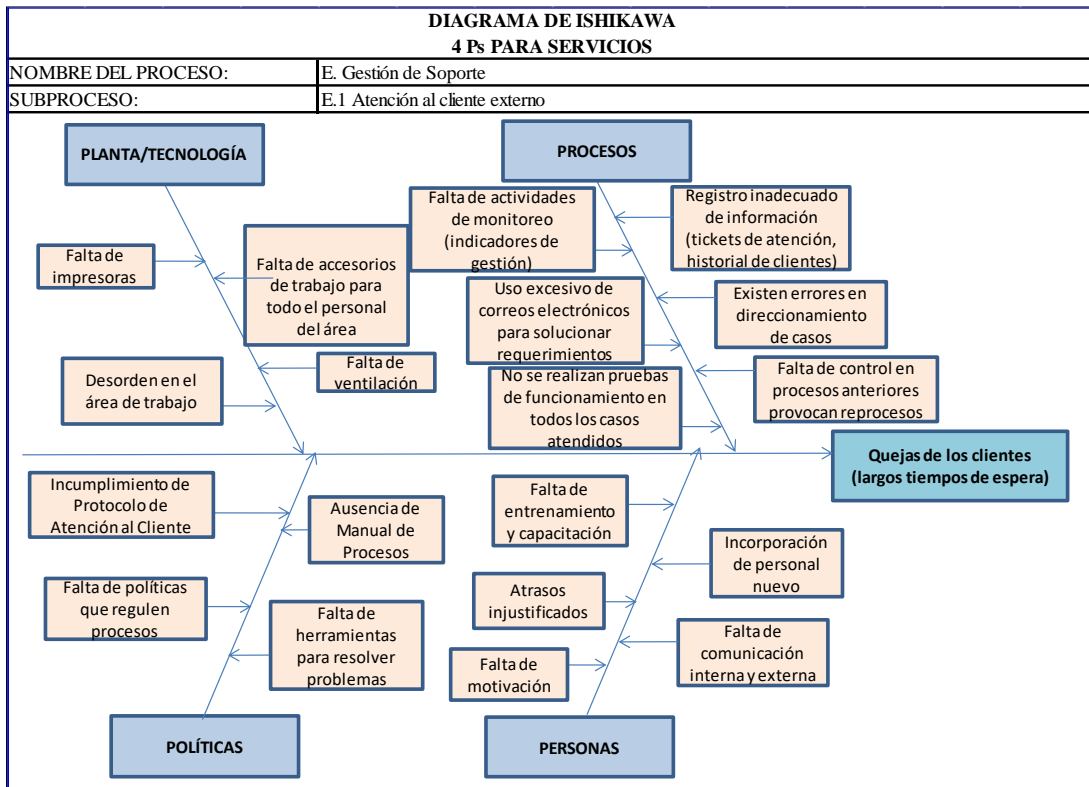 DIAGRAMA DE ISHIKAWA
4 Ps PARA SERVICIOS
NOMBRE DEL PROCESO: E. Gestión de Soporte
SUBPROCESO: E.1 Atención al cliente externo
PLANTA/TECNOLOGÍA
PROCESOS
Falta de
impresoras
Falta de accesorios
de trabajo para
todo el personal
del área
Falta de
ventilación
Desorden en el
área de trabajo
Falta de actividades
de monitoreo
(indicadores de
gestión)
Registro inadecuado
de información
(tickets de atención,
historial de clientes)
Uso excesivo de
correos electrónicos
para solucionar
requerimientos
Existen errores en
direccionamiento
de casos
No se realizan pruebas
de funcionamiento en
todos los casos
atendidos
Falta de control en
procesos anteriores
provocan reprocesos
Quejas de los clientes
(largos tiempos de espera)
Incumplimiento de
Protocolo de
Atención al Cliente
Ausencia de
Manual de
Procesos
Falta de políticas
que regulen
procesos
Falta de
herramientas
para resolver
problemas
Falta de
entrenamiento
y capacitación
Incorporación
de personal
nuevo
Atrasos
injustificados
Falta de
comunicación
interna y externa
Falta de
motivación
POLÍTICAS
PERSONAS